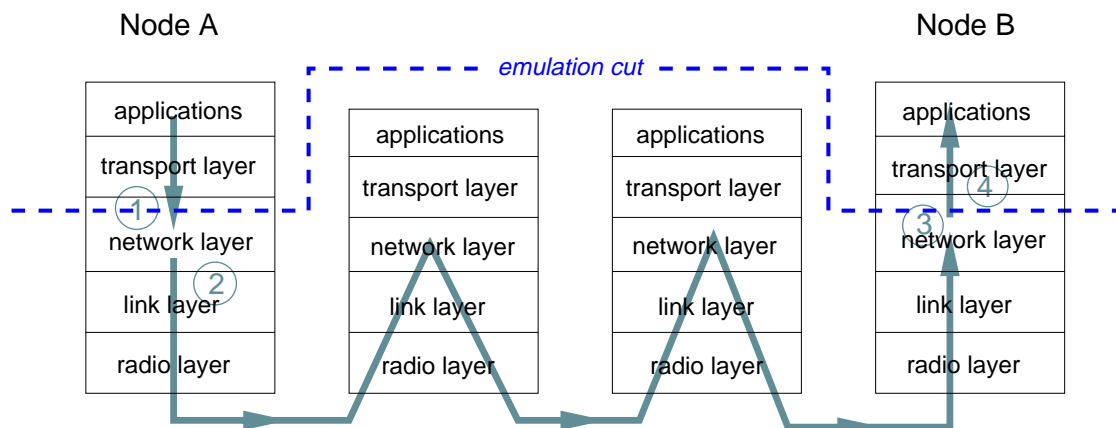 Node A
Node B
emulation cut
applications
transport layer
1
network layer
2
link layer
radio layer
applications
transport layer
network layer
link layer
radio layer
applications
transport layer
network layer
link layer
radio layer
applications
transport layer
4
3
network layer
link layer
radio layer